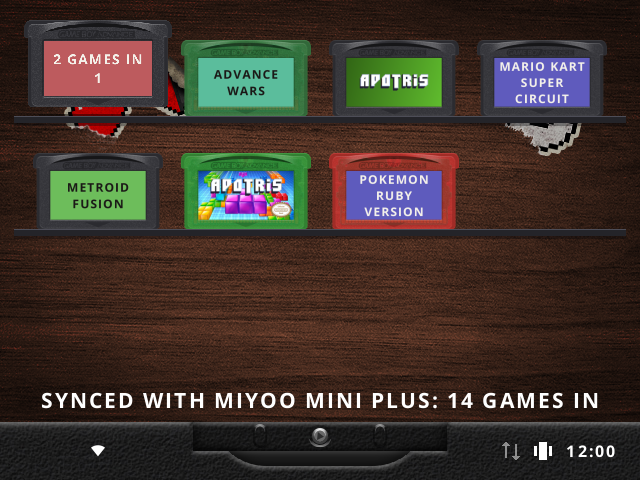 2 GAMES IN
1
ADVANCE
WARS
APOTRiS
MARIO KART
SUPER
CIRCUIT
METROID
FUSION
APOTRiS
POKEMON
RUBY
VERSION
SYNCED WITH MIYOO MINI PLUS: 14 GAMES IN
12:00